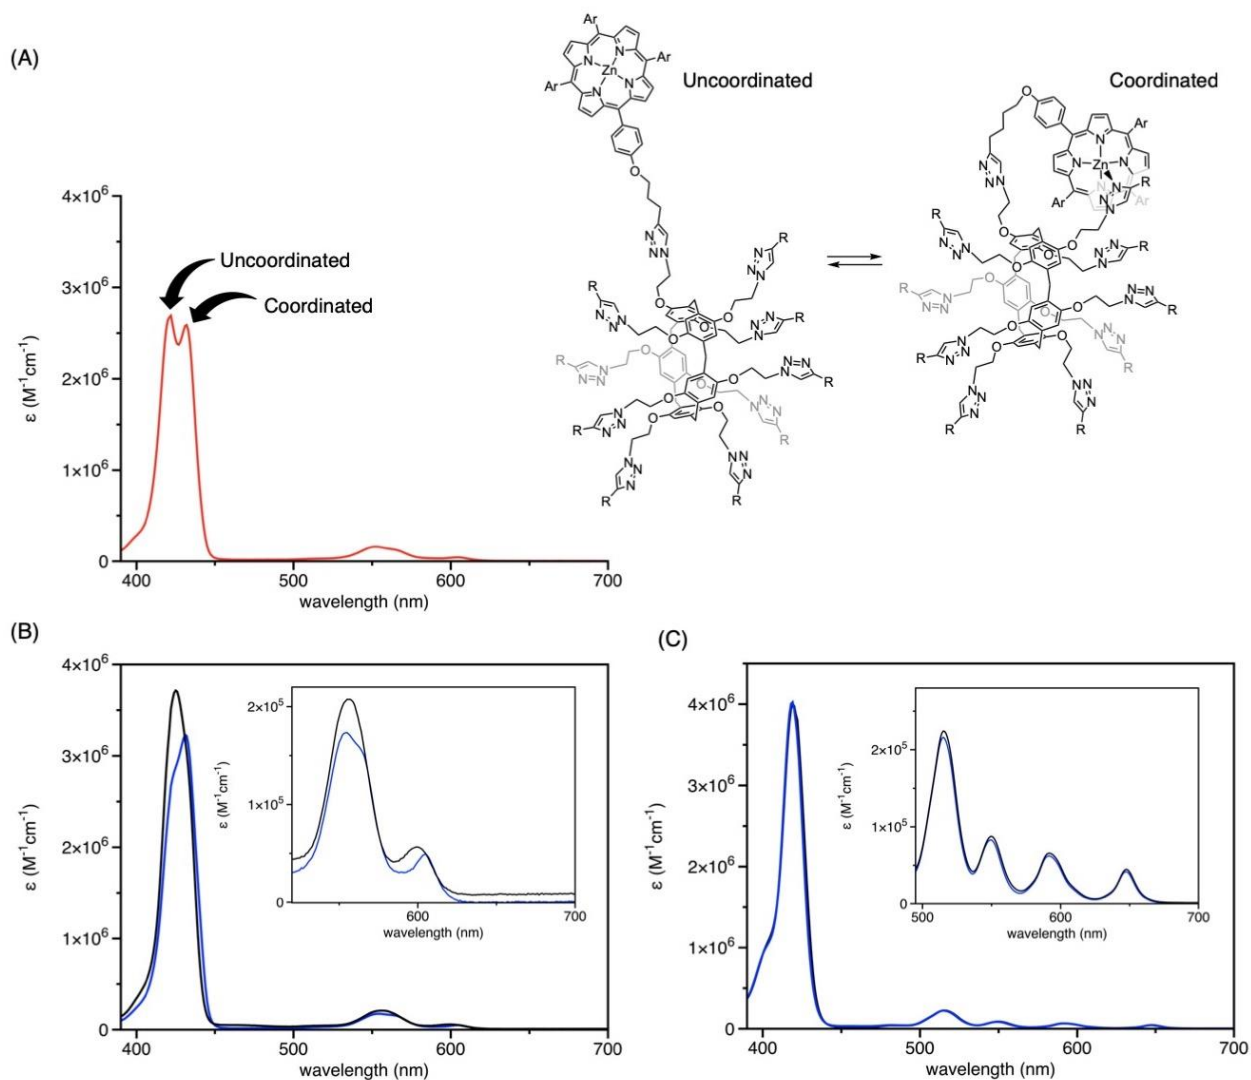 (A)
Uncoordinated
Coordinated
Ar
Ar
Ar
N
N
Zn
N
N
O
N
N
N
O
R
N
N
N
R
N
N
N
O
O
O
O
N
N
N
R
R
N
N
N
O
O
O
O
N
N
N
R
R
N
N
N
O
O
O
N
N
N
R
N
N
N
R
N
N
N
R
O
Ar
N
N
Zn
N
N
Ar
Ar
N
N
N
R
N
N
N
R
N
N
N
O
O
O
O
N
N
N
R
R
N
N
N
O
O
O
O
N
N
N
R
R
N
N
N
O
O
O
N
N
N
R
N
N
N
R
N
N
N
R
4×10⁶
3×10⁶
2×10⁶
1×10⁶
0
ε (M⁻¹cm⁻¹)
Uncoordinated
Coordinated
400 500 600 700
wavelength (nm)
(B)
4×10⁶
3×10⁶
2×10⁶
1×10⁶
0
ε (M⁻¹cm⁻¹)
2×10⁵
1×10⁵
0
ε (M⁻¹cm⁻¹)
600 700
wavelength (nm)
400 500 600 700
wavelength (nm)
(C)
4×10⁶
3×10⁶
2×10⁶
1×10⁶
0
ε (M⁻¹cm⁻¹)
2×10⁵
1×10⁵
0
ε (M⁻¹cm⁻¹)
500 600 700
wavelength (nm)
400 500 600 700
wavelength (nm)